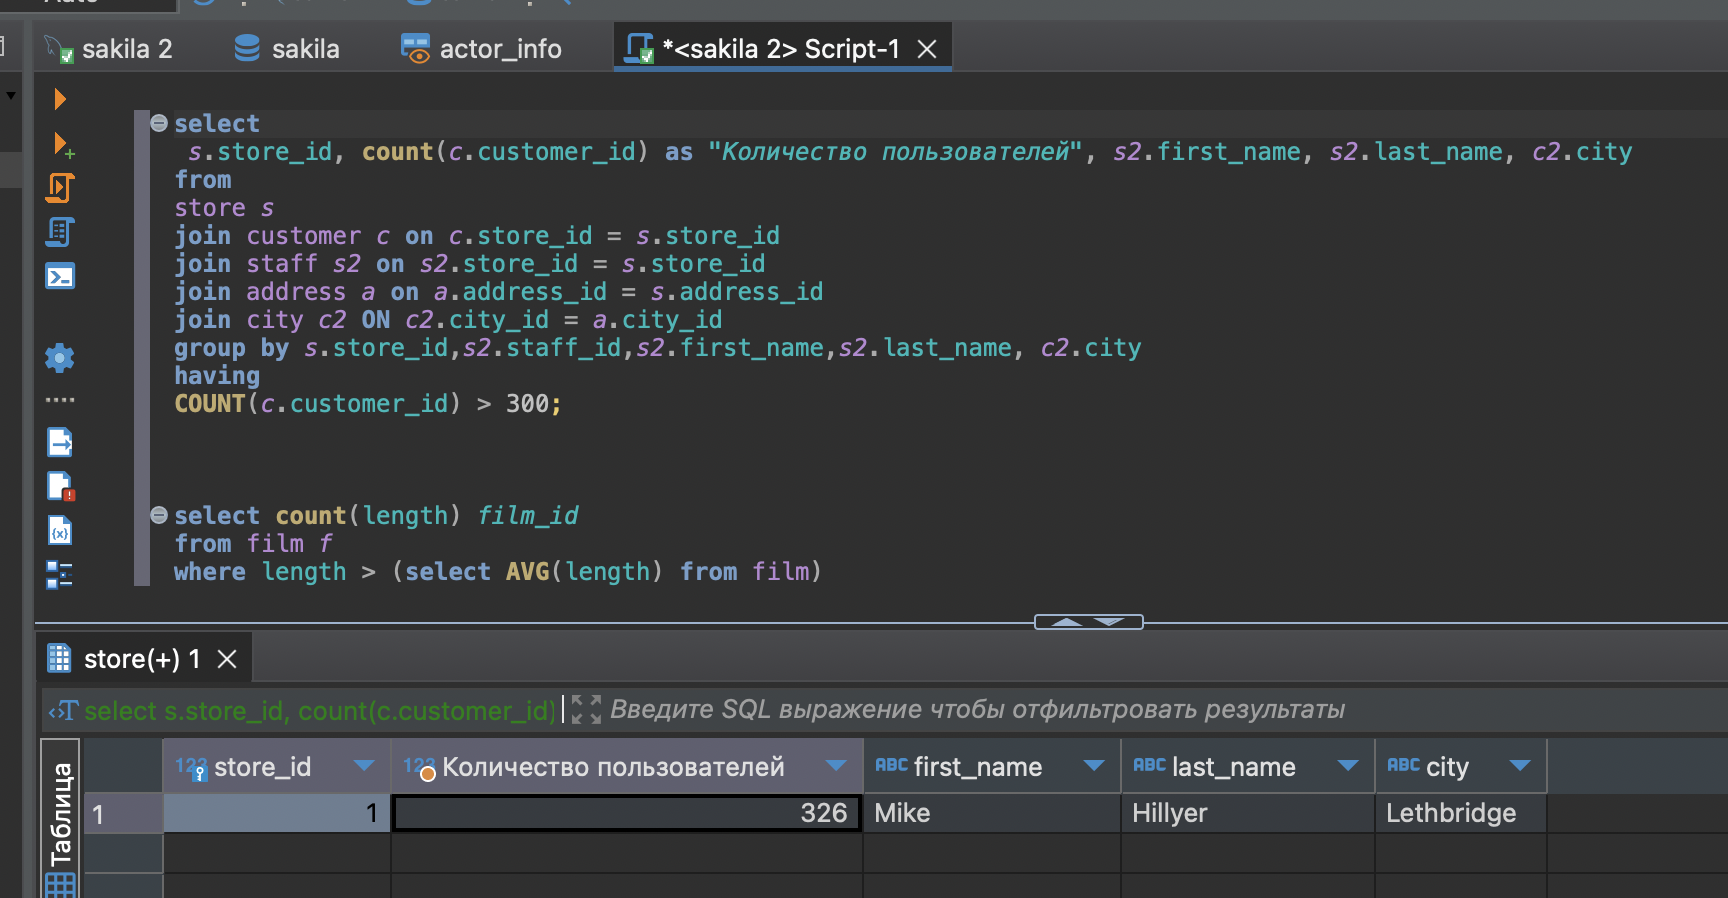 sakila 2 sakila actor_info *<sakila 2> Script-1
select
s.store_id, count(c.customer_id) as "Количество пользователей", s2.first_name, s2.last_name, c2.city
from
store s
join customer c on c.store_id = s.store_id
join staff s2 on s2.store_id = s.store_id
join address a on a.address_id = s.address_id
join city c2 ON c2.city_id = a.city_id
group by s.store_id,s2.staff_id,s2.first_name,s2.last_name, c2.city
having
COUNT(c.customer_id) > 300;
select count(length) film_id
from film f
where length > (select AVG(length) from film)
store(+) 1
select s.store_id, count(c.customer_id) Введите SQL выражение чтобы отфильтровать результаты
Таблица
123 store_id 123 Количество пользователей ABC first_name ABC last_name ABC city
1 1 326 Mike Hillyer Lethbridge